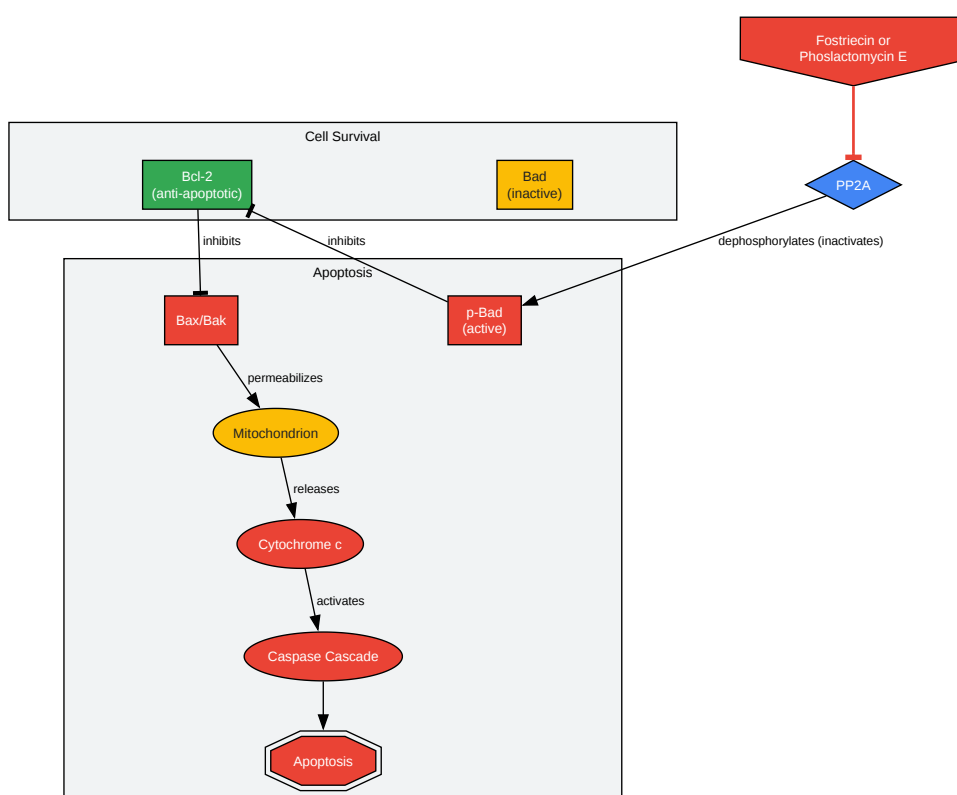 Fostriecin or
Phoslactomycin E
Cell Survival
Bcl-2
(anti-apoptotic)
Bad
(inactive)
PP2A
inhibits
inhibits
dephosphorylates (inactivates)
Apoptosis
Bax/Bak
p-Bad
(active)
permeabilizes
Mitochondrion
releases
Cytochrome c
activates
Caspase Cascade
Apoptosis